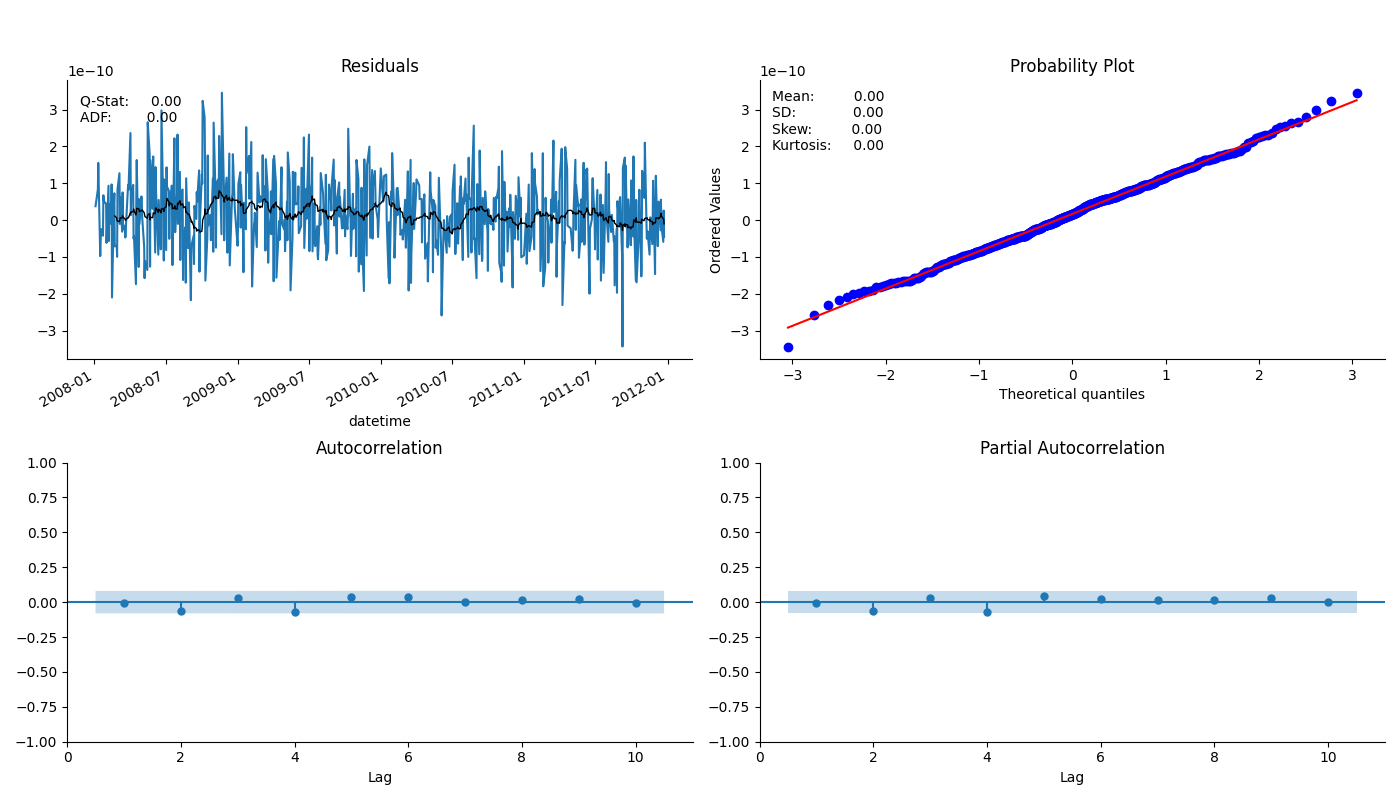 Residuals
1e−10
Q-Stat: 0.00
ADF: 0.00
3
2
1
0
−1
−2
−3
2008-01
2008-07
2009-01
2009-07
2010-01
2010-07
2011-01
2011-07
2012-01
datetime
Probability Plot
1e−10
Mean: 0.00
SD: 0.00
Skew: 0.00
Kurtosis: 0.00
Ordered Values
3
2
1
0
−1
−2
−3
−3 −2 −1 0 1 2 3
Theoretical quantiles
Autocorrelation
1.00
0.75
0.50
0.25
0.00
−0.25
−0.50
−0.75
−1.00
0 2 4 6 8 10
Lag
Partial Autocorrelation
1.00
0.75
0.50
0.25
0.00
−0.25
−0.50
−0.75
−1.00
0 2 4 6 8 10
Lag